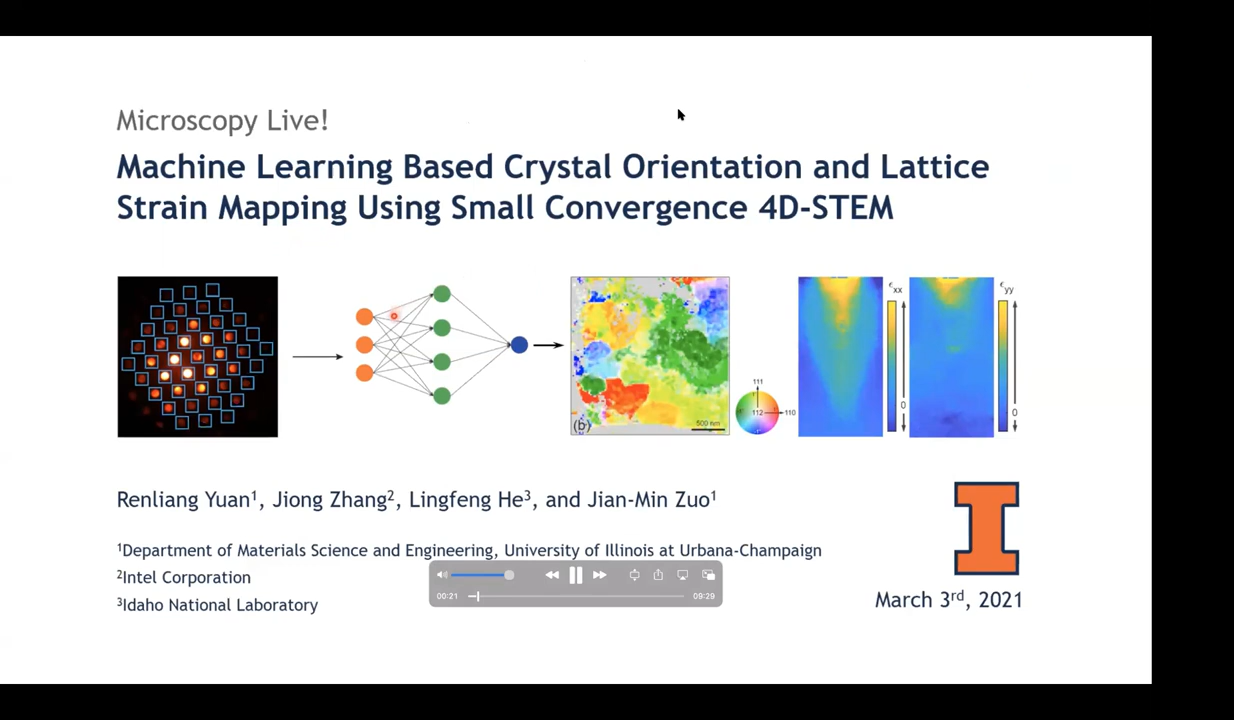 Microscopy Live!
Machine Learning Based Crystal Orientation and Lattice
Strain Mapping Using Small Convergence 4D-STEM
ϵxx
0
ϵyy
0
111
112
110
(b)
500 nm
Renliang Yuan¹, Jiong Zhang², Lingfeng He³, and Jian-Min Zuo¹
¹Department of Materials Science and Engineering, University of Illinois at Urbana-Champaign
²Intel Corporation
³Idaho National Laboratory
00:21
09:29
March 3rd, 2021